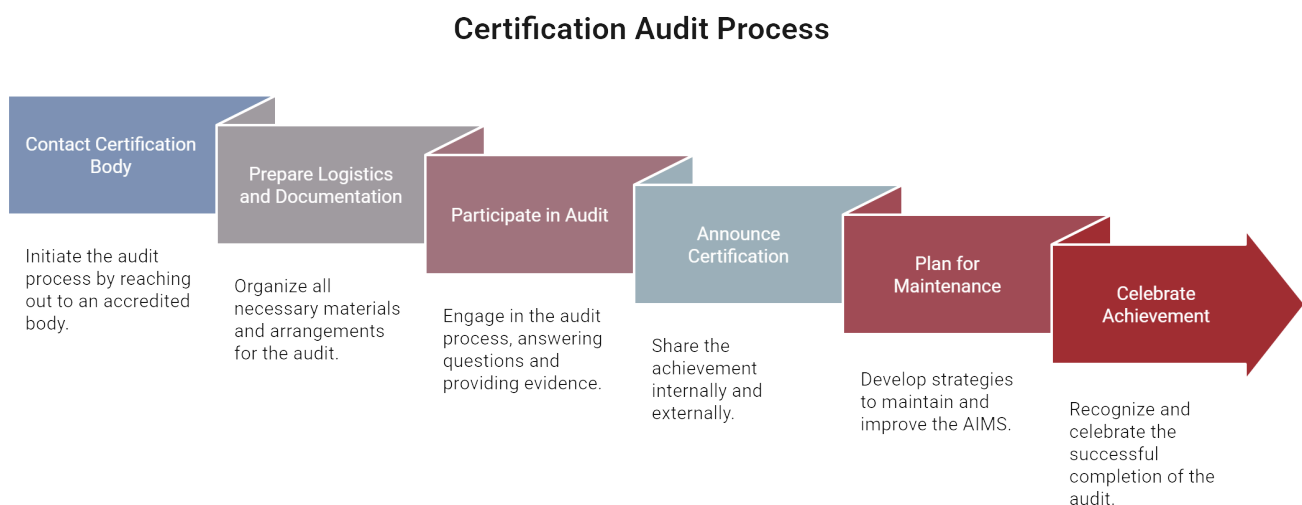 Certification Audit Process
Contact Certification
Body
Initiate the audit
process by reaching
out to an accredited
body.
Prepare Logistics
and Documentation
Organize all
necessary materials
and arrangements
for the audit.
Participate in Audit
Engage in the audit
process, answering
questions and
providing evidence.
Announce
Certification
Share the
achievement
internally and
externally.
Plan for
Maintenance
Develop strategies
to maintain and
improve the AIMS.
Celebrate
Achievement
Recognize and
celebrate the
successful
completion of the
audit.